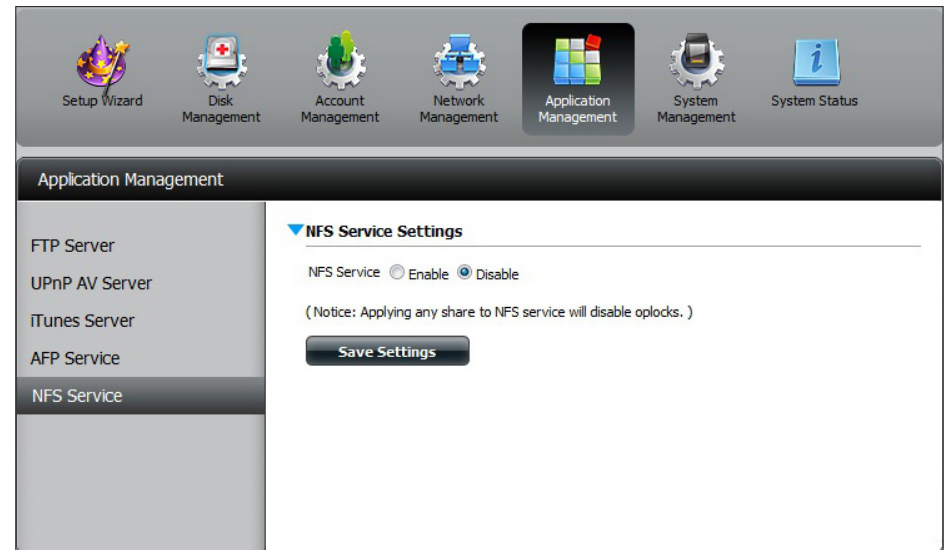 Setup Wizard
Disk
Management
Account
Management
Network
Management
Application
Management
System
Management
System Status
Application Management
FTP Server
UPnP AV Server
iTunes Server
AFP Service
NFS Service
NFS Service Settings
NFS Service Enable Disable
( Notice: Applying any share to NFS service will disable oplocks. )
Save Settings